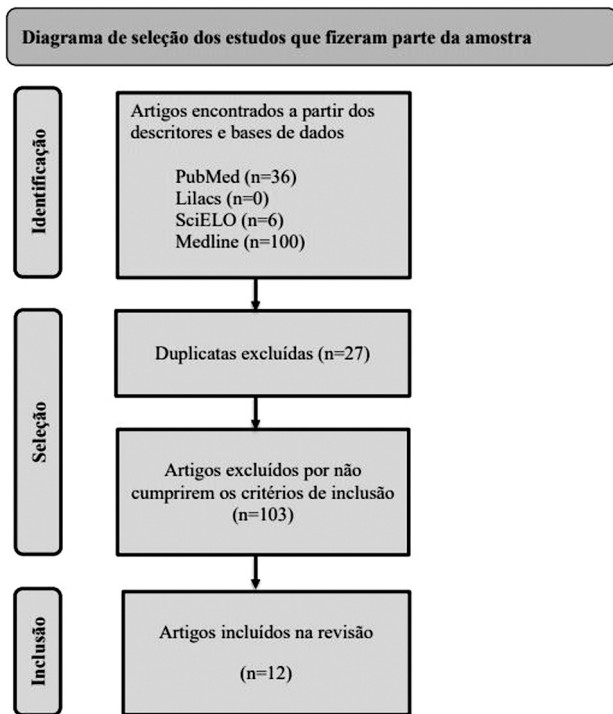 Diagrama de seleção dos estudos que fizeram parte da amostra
Identificação
Artigos encontrados a partir dos
descritores e bases de dados
PubMed (n=36)
Lilacs (n=0)
SciELO (n=6)
Medline (n=100)
Seleção
Duplicatas excluídas (n=27)
Artigos excluídos por não
cumprirem os critérios de inclusão
(n=103)
Inclusão
Artigos incluídos na revisão
(n=12)